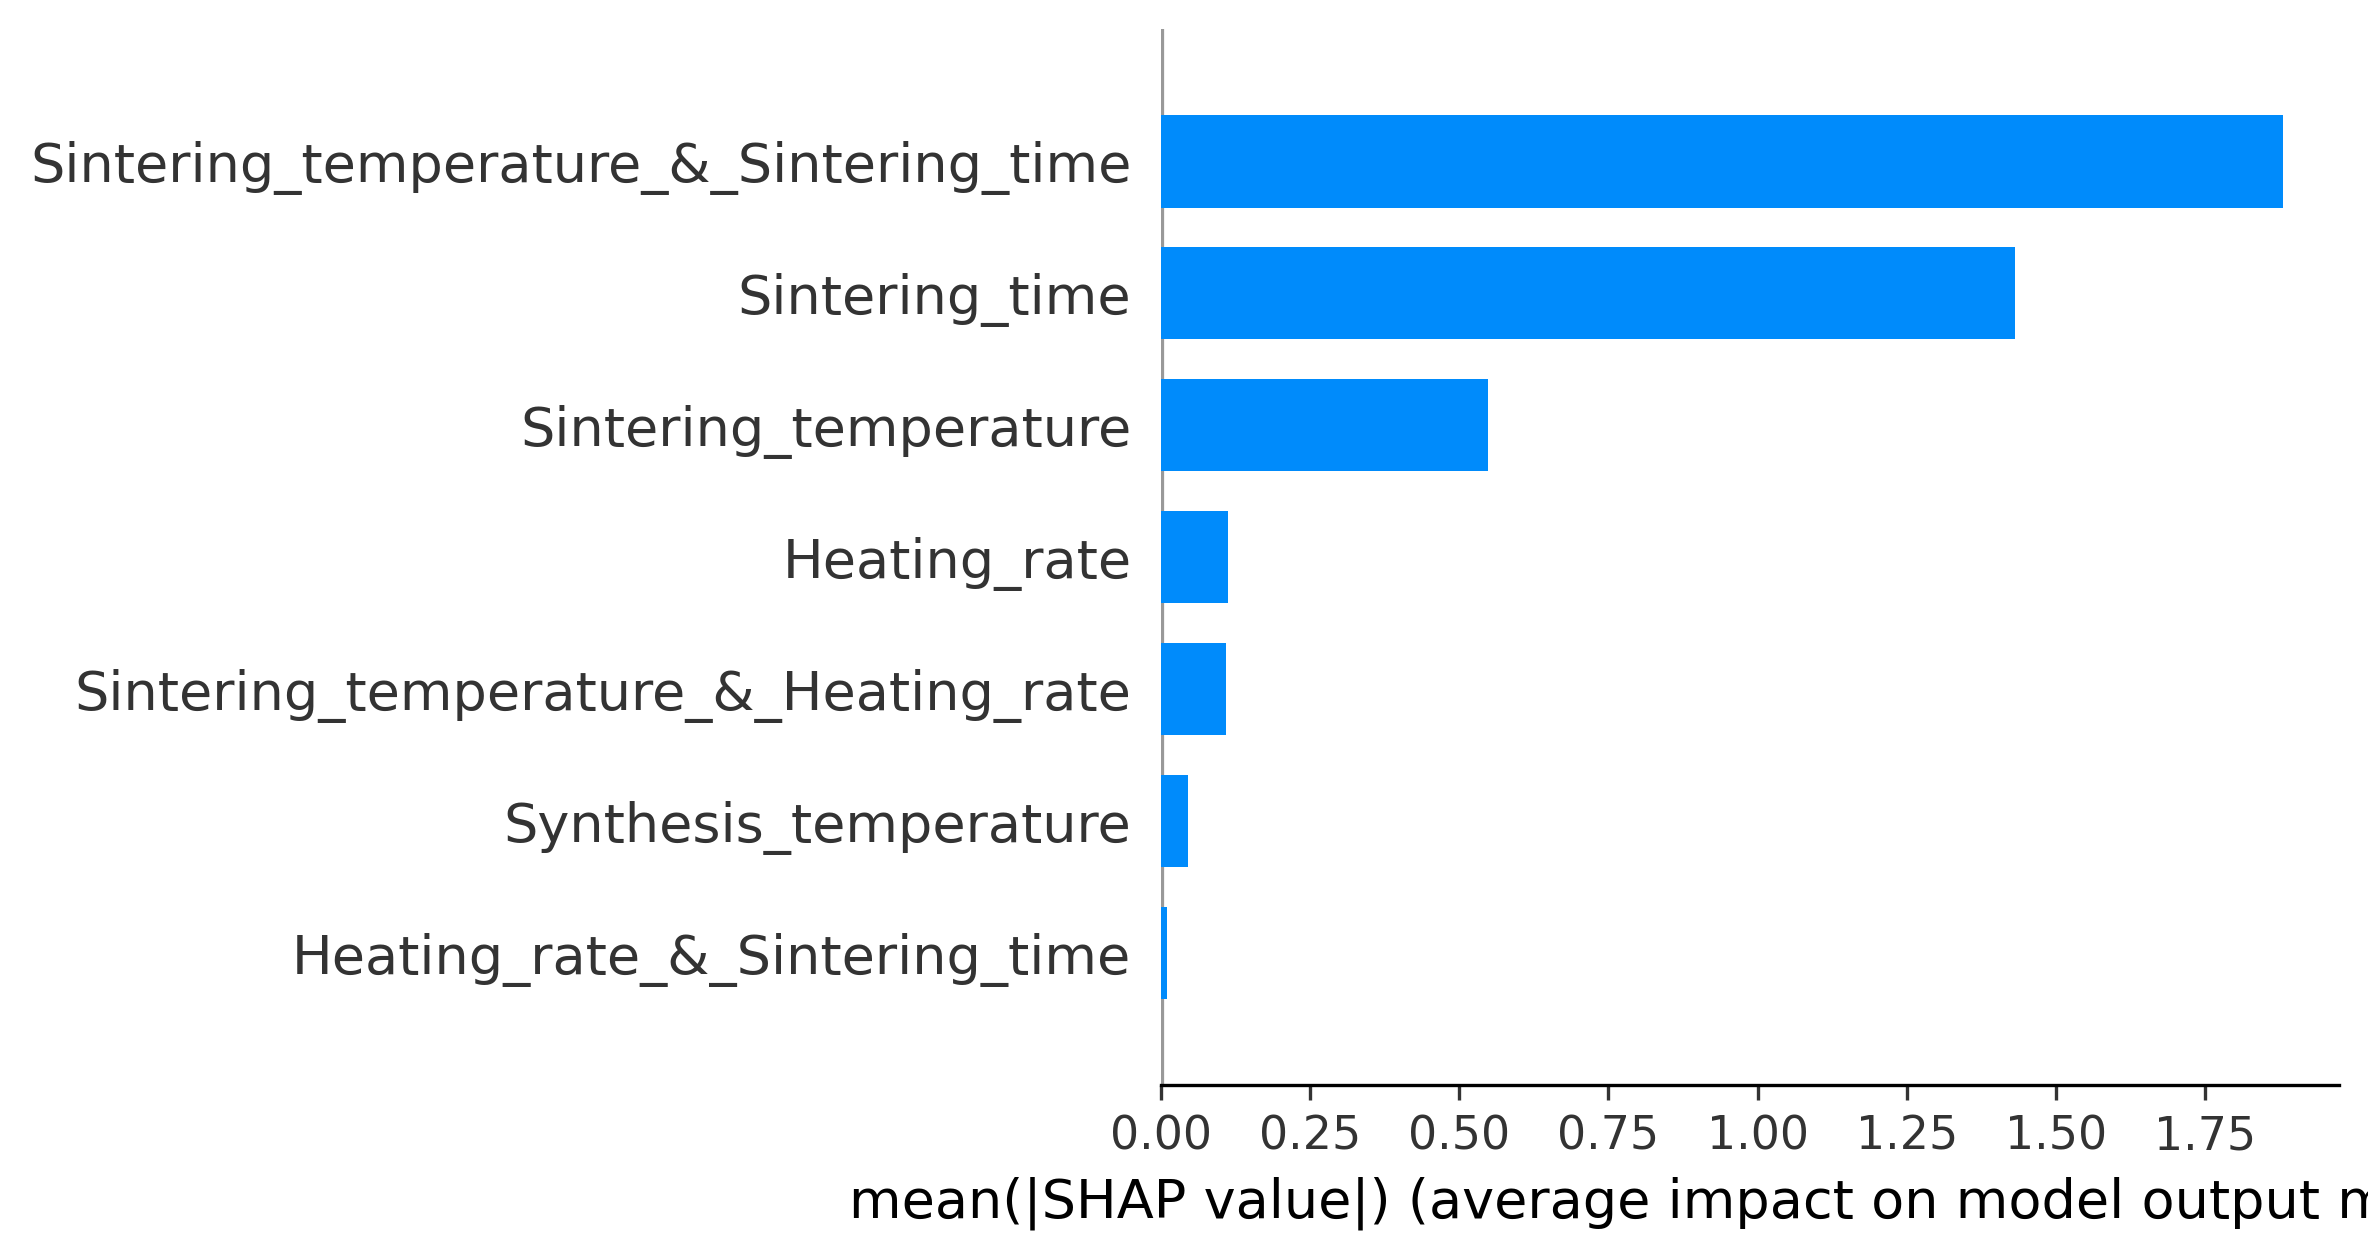 Sintering_temperature_&_Sintering_time
Sintering_time
Sintering_temperature
Heating_rate
Sintering_temperature_&_Heating_rate
Synthesis_temperature
Heating_rate_&_Sintering_time
0.00 0.25 0.50 0.75 1.00 1.25 1.50 1.75
mean(|SHAP value|) (average impact on model output